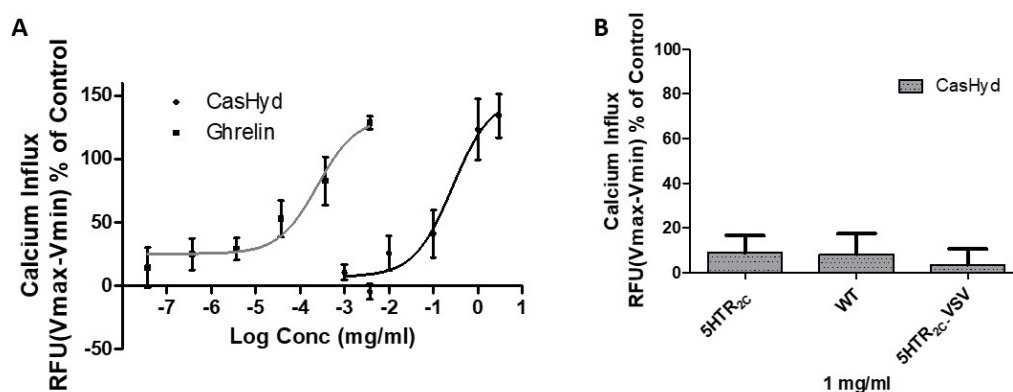 A
Calcium Influx
RFU(Vmax-Vmin) % of Control
150
100
50
0
-50
CasHyd
Ghrelin
-7 -6 -5 -4 -3 -2 -1 0 1
Log Conc (mg/ml)
B
Calcium Influx
RFU(Vmax-Vmin) % of Control
100
80
60
40
20
0
CasHyd
5HTR2C
WT
5HTR2C-VSV
1 mg/ml